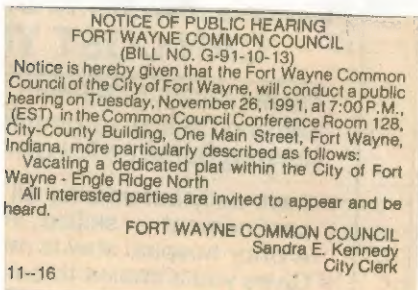 NOTICE OF PUBLIC HEARING
FORT WAYNE COMMON COUNCIL
(BILL NO. G-91-10-13)
Notice is hereby given that the Fort Wayne Common
Council of the City of Fort Wayne, will conduct a public
hearing on Tuesday, November 26, 1991, at 7:00 P.M.,
(EST) in the Common Council Conference Room 128,
City-County Building, One Main Street, Fort Wayne,
Indiana, more particularly described as follows:
Vacating a dedicated plat within the City of Fort
Wayne - Engle Ridge North
All interested parties are invited to appear and be
heard.
FORT WAYNE COMMON COUNCIL
Sandra E. Kennedy
City Clerk
11--16